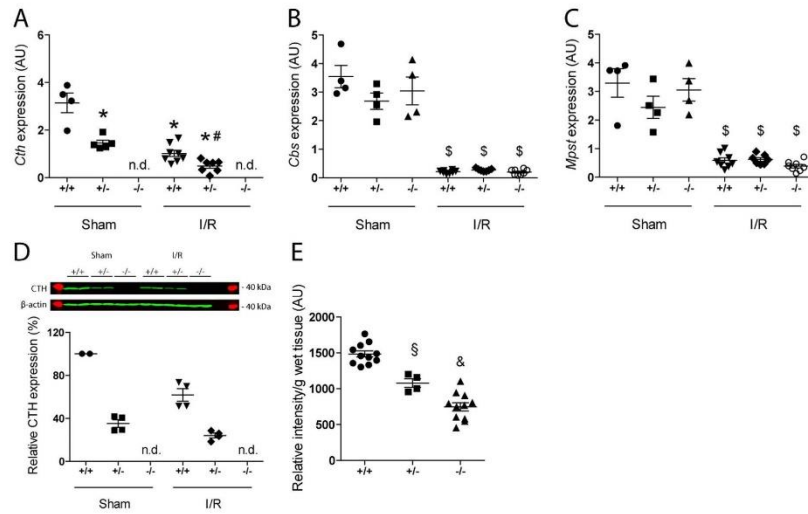 A
Cth expression (AU)
6
4
2
0
*
n.d.
*
* #
n.d.
+/+ +/- -/- +/+ +/- -/-
Sham I/R
B
Cbs expression (AU)
5
4
3
2
1
0
$ $ $
+/+ +/- -/- +/+ +/- -/-
Sham I/R
C
Mpst expression (AU)
5
4
3
2
1
0
$ $ $
+/+ +/- -/- +/+ +/- -/-
Sham I/R
D
Sham I/R
+/+ +/- -/- +/+ +/- -/-
CTH - 40 kDa
β-actin - 40 kDa
Relative CTH expression (%)
120
80
40
0
n.d. n.d.
+/+ +/- -/- +/+ +/- -/-
Sham I/R
E
Relative intensity/g wet tissue (AU)
2000
1500
1000
500
0
§
&
+/+ +/- -/-